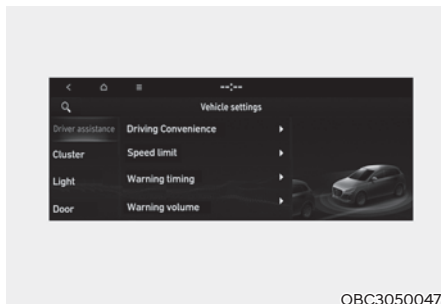 --:--
Vehicle settings
Driver assistance
Driving Convenience
Cluster
Speed limit
Light
Warning timing
Door
Warning volume
OBC3050047